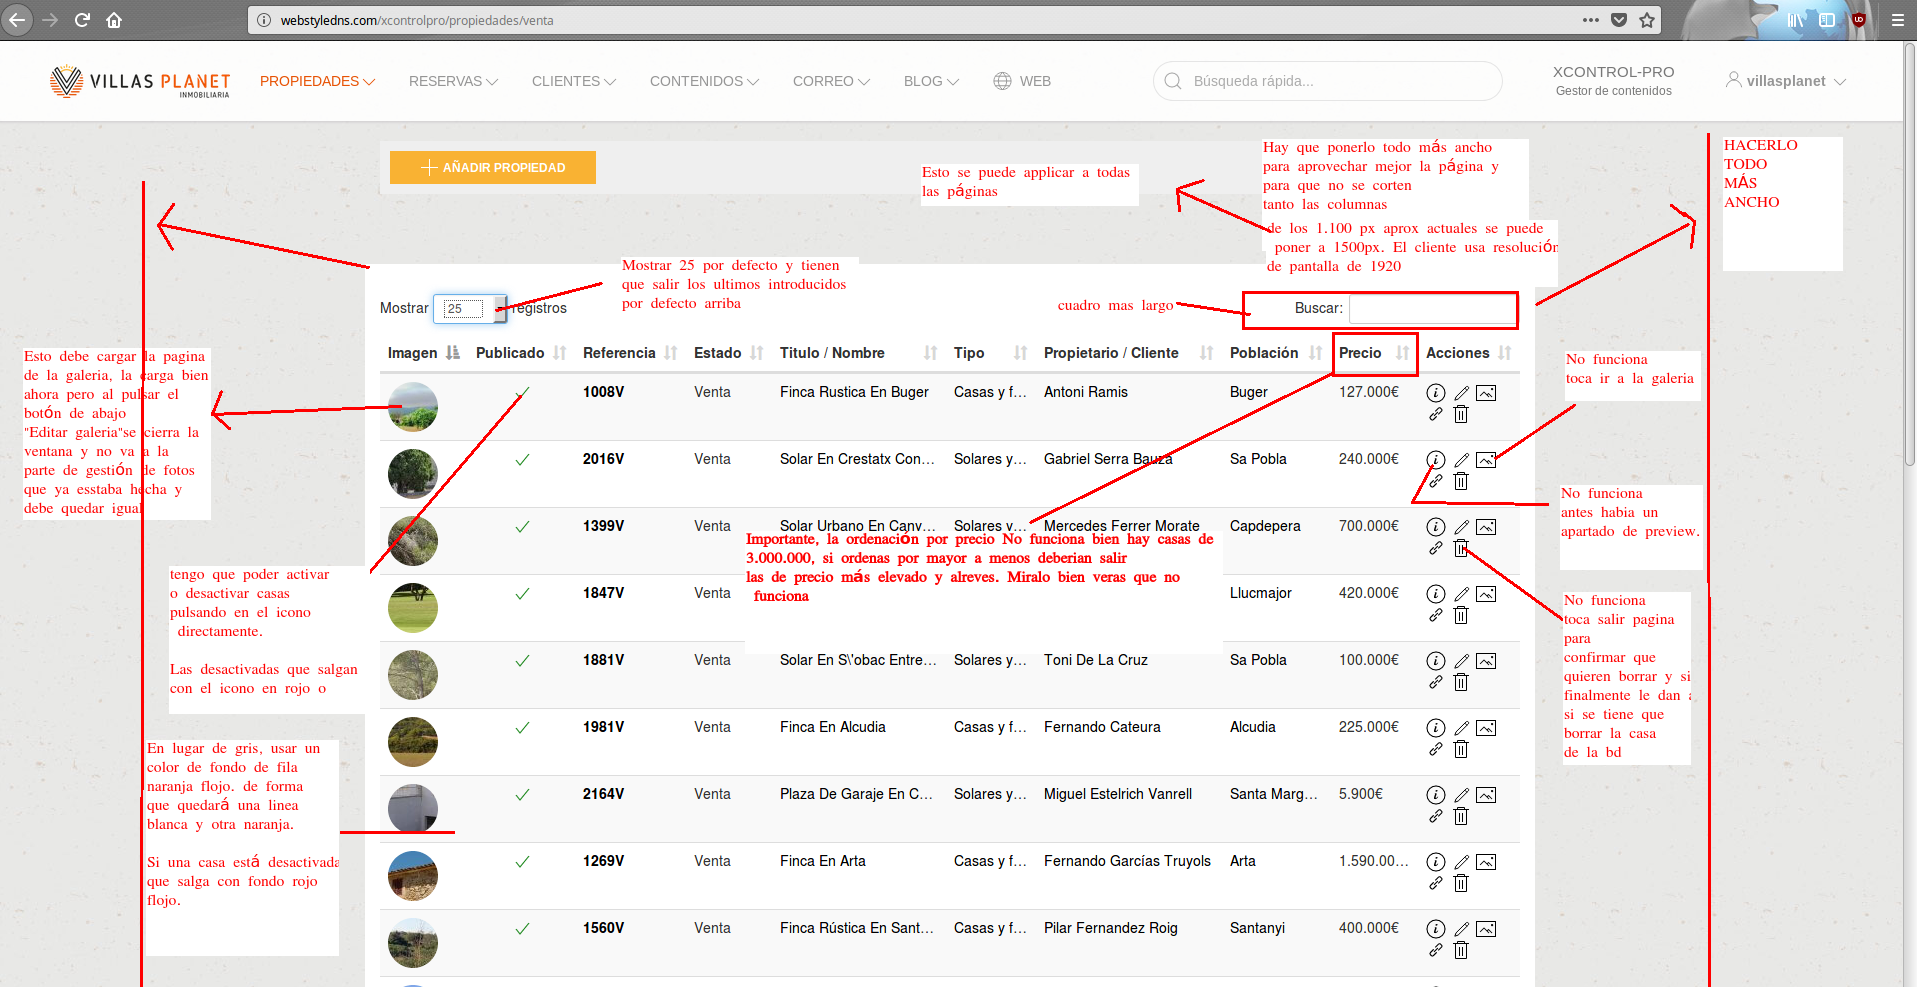 webstyledns.com/xcontrolpro/propiedades/venta
VILLAS PLANET
INMOBILIARIA
PROPIEDADES
RESERVAS
CLIENTES
CONTENIDOS
CORREO
BLOG
WEB
Búsqueda rápida...
XCONTROL-PRO
Gestor de contenidos
villasplanet
AÑADIR PROPIEDAD
Esto se puede applicar a todas
las páginas
Hay que ponerlo todo más ancho
para aprovechar mejor la página y
para que no se corten
tanto las columnas
de los 1.100 px aprox actuales se puede
poner a 1500px. El cliente usa resolución
de pantalla de 1920
HACERLO
TODO
MÁS
ANCHO
Mostrar 25 por defecto y tienen
que salir los ultimos introducidos
por defecto arriba
Mostrar 25 registros
cuadro mas largo
Buscar:
Imagen Publicado Referencia Estado Titulo / Nombre Tipo Propietario / Cliente Población Precio Acciones
1008V Venta Finca Rustica En Buger Casas y f... Antoni Ramis Buger 127.000€
2016V Venta Solar En Crestatx Con... Solares y... Gabriel Serra Bauza Sa Pobla 240.000€
1399V Venta Solar Urbano En Canv... Solares y... Mercedes Ferrer Morate Capdepera 700.000€
1847V Venta Llucmajor 420.000€
1881V Venta Solar En S\'obac Entre... Solares y... Toni De La Cruz Sa Pobla 100.000€
1981V Venta Finca En Alcudia Casas y f... Fernando Cateura Alcudia 225.000€
2164V Venta Plaza De Garaje En C... Solares y... Miguel Estelrich Vanrell Santa Marg... 5.900€
1269V Venta Finca En Arta Casas y f... Fernando Garcías Truyols Arta 1.590.00...
1560V Venta Finca Rústica En Sant... Casas y f... Pilar Fernandez Roig Santanyi 400.000€
Esto debe cargar la pagina
de la galeria, la carga bien
ahora pero al pulsar el
botón de abajo
"Editar galeria"se cierra la
ventana y no va a la
parte de gestión de fotos
que ya esstaba hecha y
debe quedar igual
tengo que poder activar
o desactivar casas
pulsando en el icono
directamente.
Las desactivadas que salgan
con el icono en rojo o
En lugar de gris, usar un
color de fondo de fila
naranja flojo. de forma
que quedará una linea
blanca y otra naranja.
Si una casa está desactivada
que salga con fondo rojo
flojo.
Importante, la ordenación por precio No funciona bien hay casas de
3.000.000, si ordenas por mayor a menos deberian salir
las de precio más elevado y alreves. Miralo bien veras que no
funciona
No funciona
toca ir a la galeria
No funciona
antes habia un
apartado de preview.
No funciona
toca salir pagina
para
confirmar que
quieren borrar y si
finalmente le dan a
si se tiene que
borrar la casa
de la bd